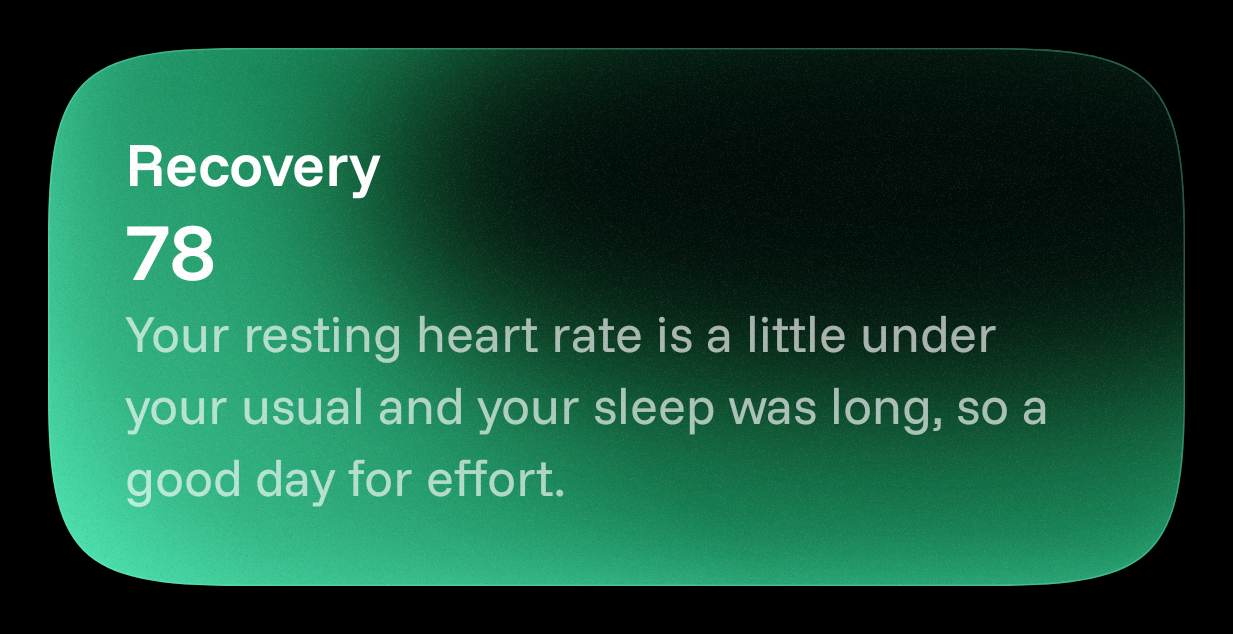 Recovery
78
Your resting heart rate is a little under
your usual and your sleep was long, so a
good day for effort.